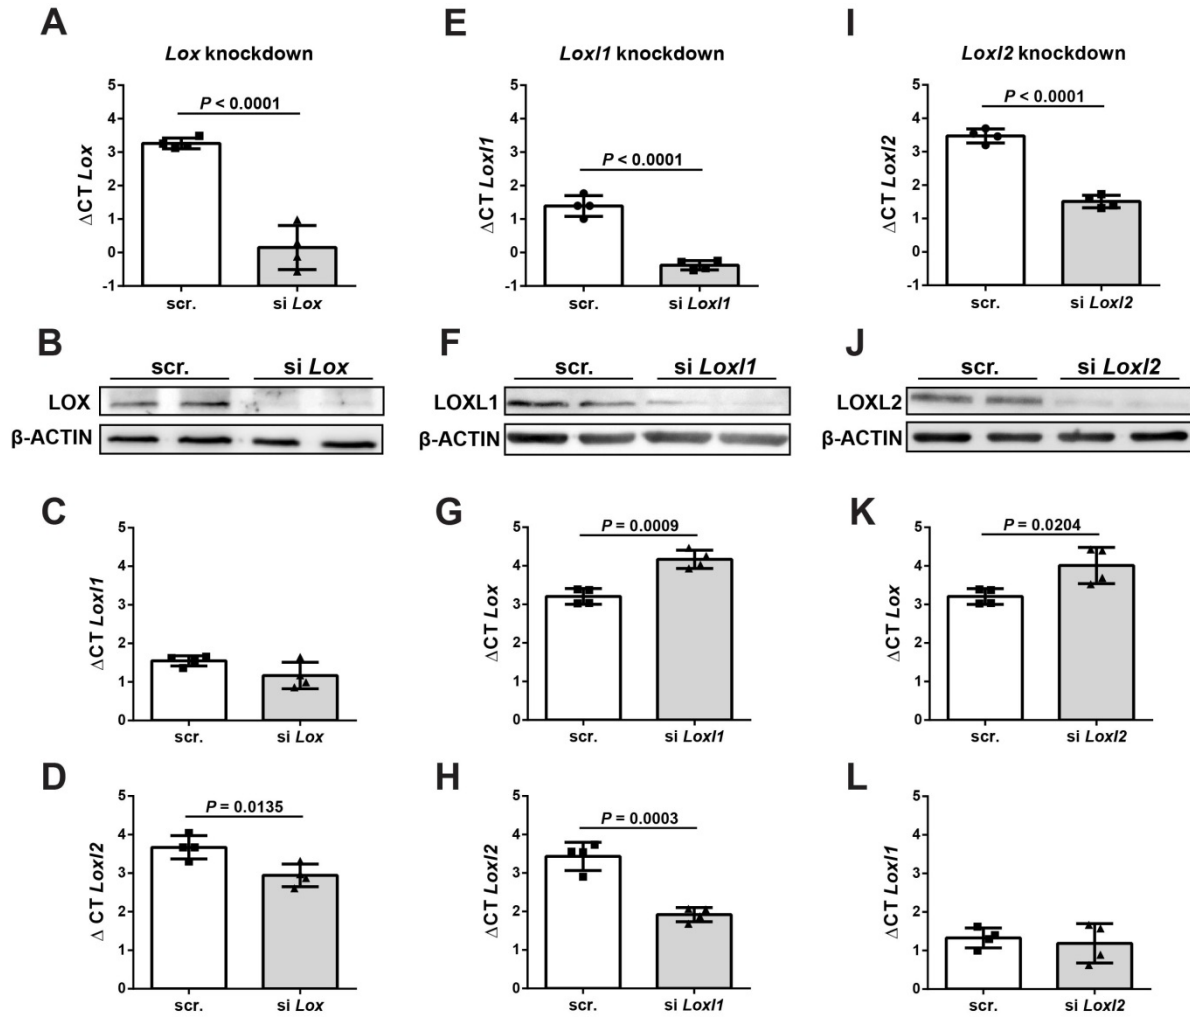 A
E
I
Lox knockdown
Loxl1 knockdown
Loxl2 knockdown
5
4
3
2
1
0
-1
ΔCT Lox
P < 0.0001
scr.
si Lox
5
4
3
2
1
0
-1
ΔCT Loxl1
P < 0.0001
scr.
si Loxl1
5
4
3
2
1
0
-1
ΔCT Loxl2
P < 0.0001
scr.
si Loxl2
B
scr.
si Lox
LOX
β-ACTIN
F
scr.
si Loxl1
LOXL1
β-ACTIN
J
scr.
si Loxl2
LOXL2
β-ACTIN
C
5
4
3
2
1
0
ΔCT Loxl1
scr.
si Lox
G
5
4
3
2
1
0
ΔCT Lox
P = 0.0009
scr.
si Loxl1
K
5
4
3
2
1
0
ΔCT Lox
P = 0.0204
scr.
si Loxl2
D
5
4
3
2
1
0
Δ CT Loxl2
P = 0.0135
scr.
si Lox
H
5
4
3
2
1
0
ΔCT Loxl2
P = 0.0003
scr.
si Loxl1
L
5
4
3
2
1
0
ΔCT Loxl1
scr.
si Loxl2